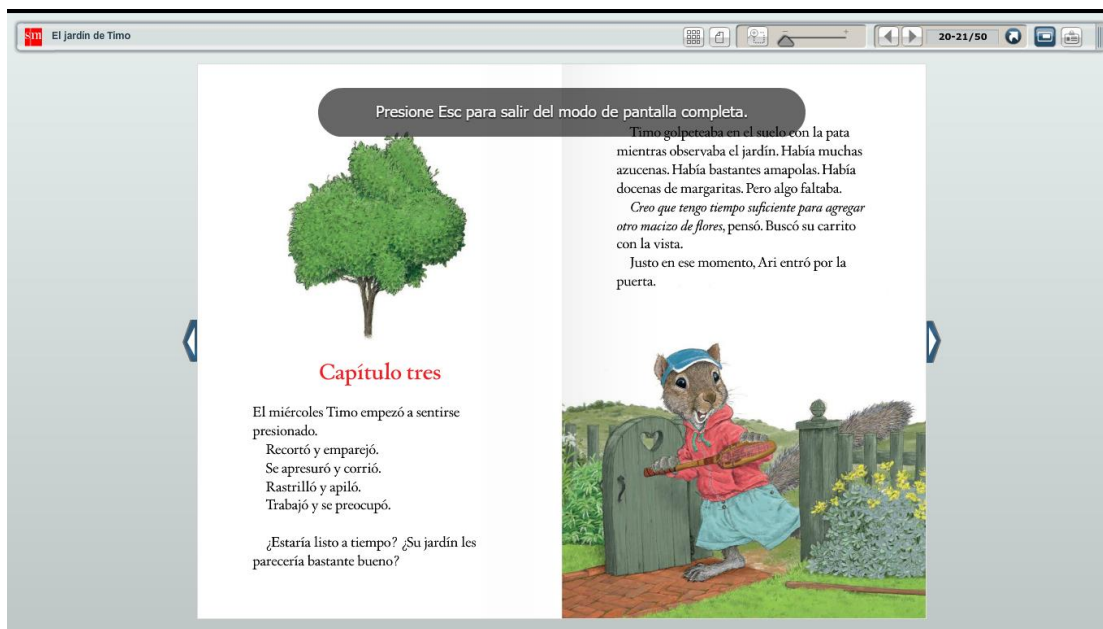 sm El jardín de Timo
20-21/50
Presione Esc para salir del modo de pantalla completa.
Capítulo tres
El miércoles Timo empezó a sentirse
presionado.
Recortó y emparejó.
Se apresuró y corrió.
Rastrilló y apiló.
Trabajó y se preocupó.
¿Estaría listo a tiempo? ¿Su jardín les
parecería bastante bueno?
Timo golpeteaba en el suelo con la pata
mientras observaba el jardín. Había muchas
azucenas. Había bastantes amapolas. Había
docenas de margaritas. Pero algo faltaba.
Creo que tengo tiempo suficiente para agregar
otro macizo de flores, pensó. Buscó su carrito
con la vista.
Justo en ese momento, Ari entró por la
puerta.